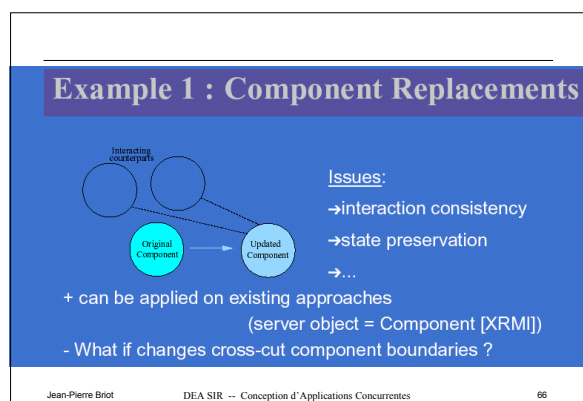 Example 1 : Component Replacements
Interacting
counterparts
Original
Component
Updated
Component
Issues:
➔interaction consistency
➔state preservation
➔...
+ can be applied on existing approaches
(server object = Component [XRMI])
- What if changes cross-cut component boundaries ?
Jean-Pierre Briot
DEA SIR -- Conception d'Applications Concurrentes
66